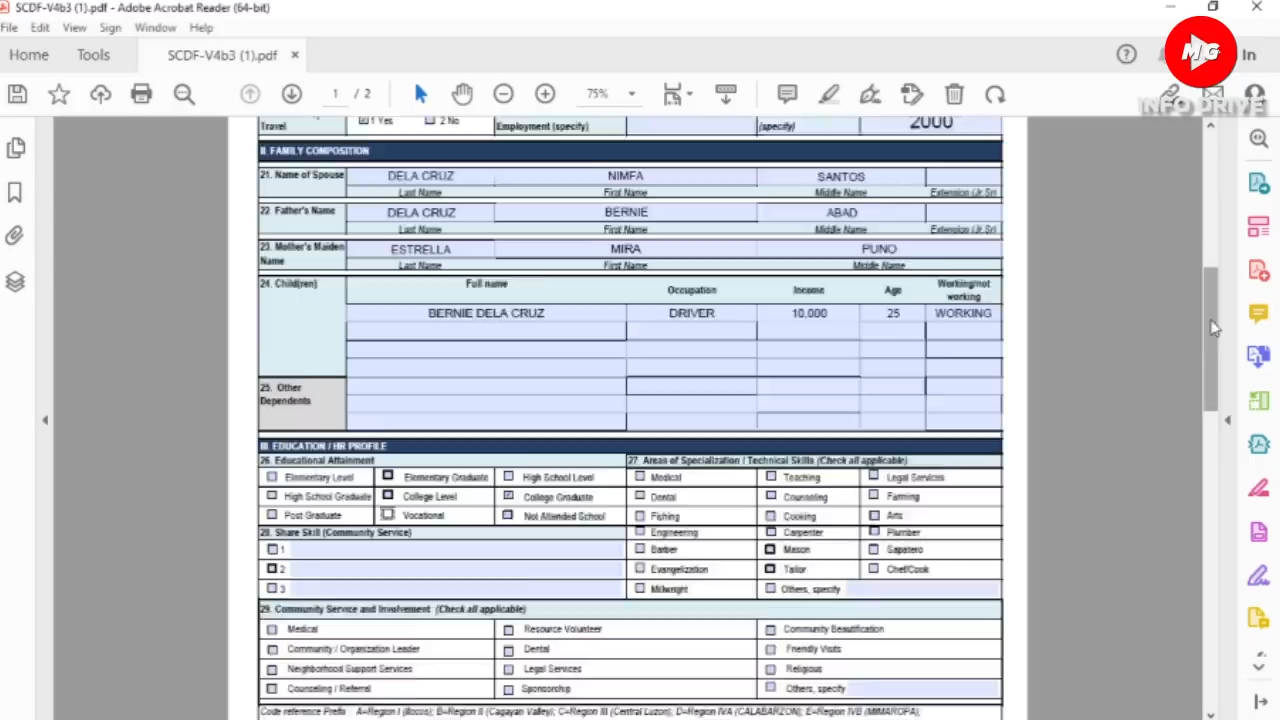 SCDF-V4b3 (1).pdf - Adobe Acrobat Reader (64-bit)
File Edit View Sign Window Help
Home Tools SCDF-V4b3 (1).pdf × In
MG
INFO DRIVE
1 / 2 75%
Travel 1 Yes 2 No Employment (specify) (specify) 2000
II. FAMILY COMPOSITION
21. Name of Spouse DELA CRUZ NIMFA SANTOS
Last Name First Name Middle Name Extension (Jr.Sr)
22 Father's Name DELA CRUZ BERNIE ABAD
Last Name First Name Middle Name Extension (Jr.Sr)
23. Mother's Maiden Name ESTRELLA MIRA PUNO
Last Name First Name Middle Name
24. Child(ren) Full name Occupation Income Age Working/not working
BERNIE DELA CRUZ DRIVER 10,000 25 WORKING
25. Other Dependents
III. EDUCATION / HR PROFILE
26. Educational Attainment 27. Areas of Specialization / Technical Skills (Check all applicable)
Elementary Level Elementary Graduate High School Level Medical Teaching Legal Services
High School Graduate College Level College Graduate Dental Counseling Farming
Post Graduate Vocational Not Attended School Fishing Cooking Arts
28. Share Skill (Community Service) Engineering Carpenter Plumber
1 Barber Mason Sapatero
2 Evangelization Tailor Chef/Cook
3 Millwright Others, specify
29. Community Service and Involvement (Check all applicable)
Medical Resource Volunteer Community Beautification
Community / Organization Leader Dental Friendly Visits
Neighborhood Support Services Legal Services Religious
Counseling / Referral Sponsorship Others, specify
Code reference Prefix A=Region I (Ilocos); B=Region II (Cagayan Valley); C=Region III (Central Luzon), D=Region IVA (CALABARZON); E=Region IVB (MIMAROPA);